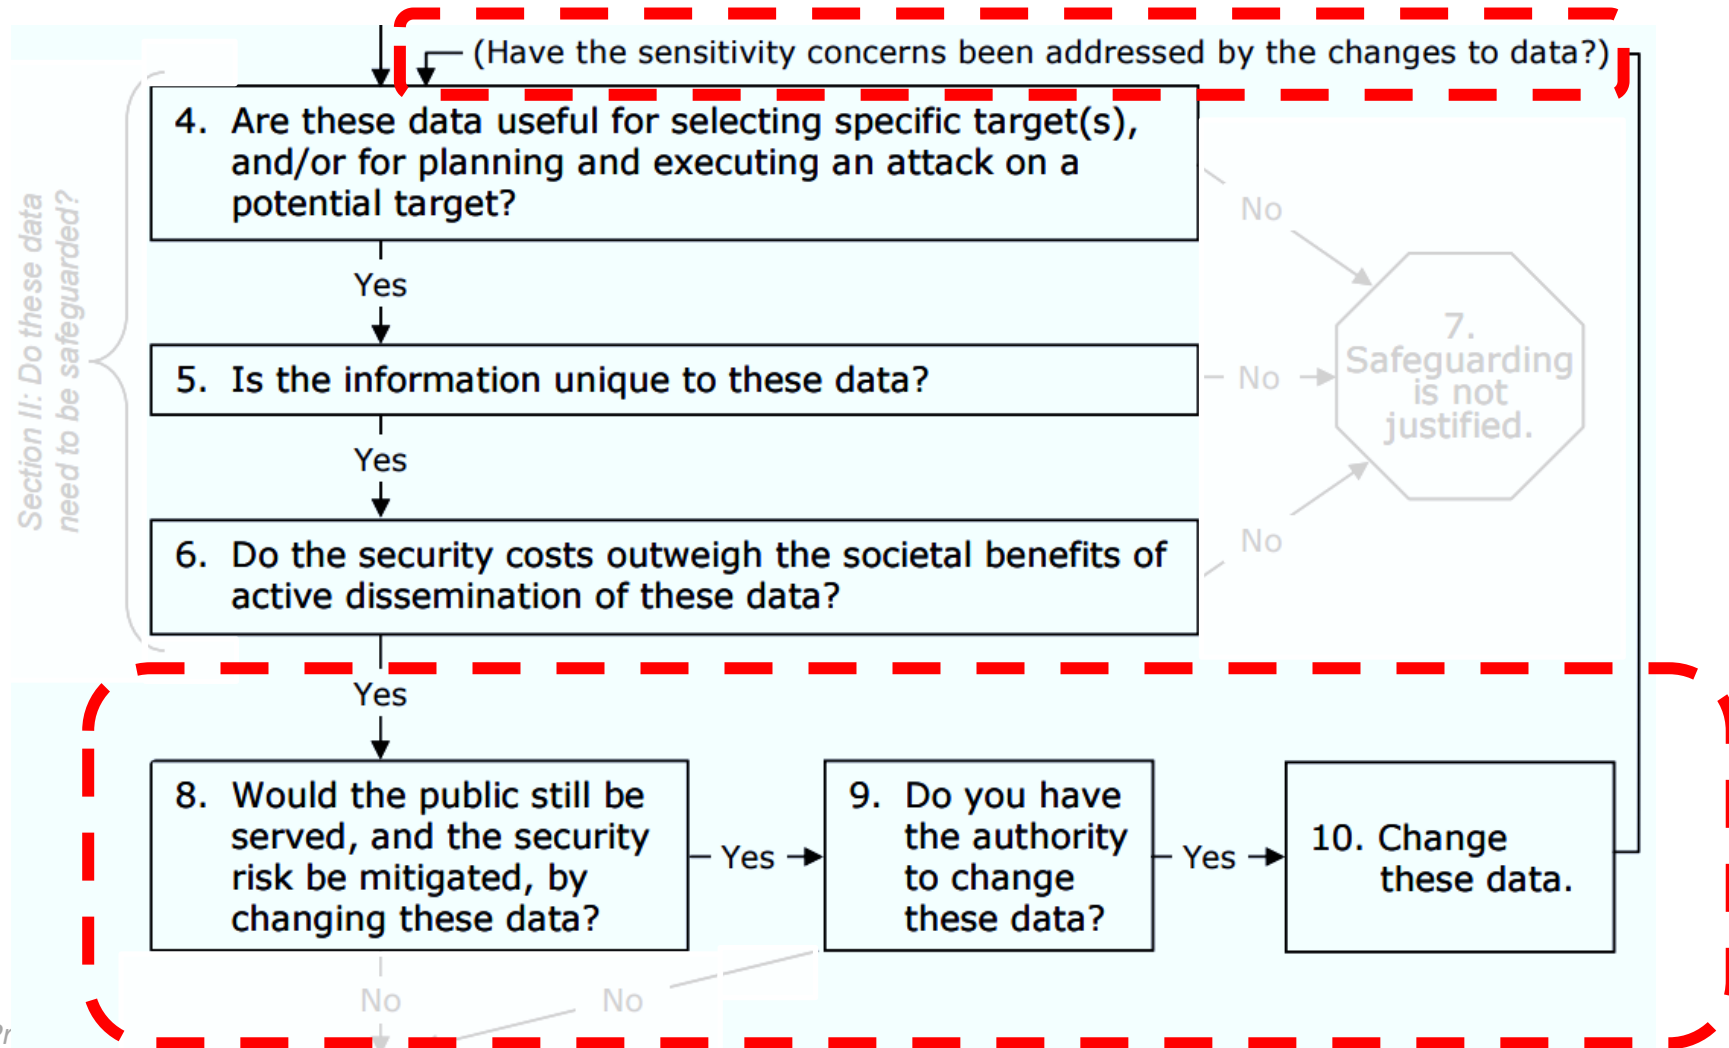 (Have the sensitivity concerns been addressed by the changes to data?)
4. Are these data useful for selecting specific target(s),
and/or for planning and executing an attack on a
potential target?
No
Section II: Do these data
need to be safeguarded?
Yes
7.
Safeguarding
is not
justified.
5. Is the information unique to these data?
No
Yes
6. Do the security costs outweigh the societal benefits of
active dissemination of these data?
No
Yes
8. Would the public still be
served, and the security
risk be mitigated, by
changing these data?
Yes
9. Do you have
the authority
to change
these data?
Yes
10. Change
these data.
No
No